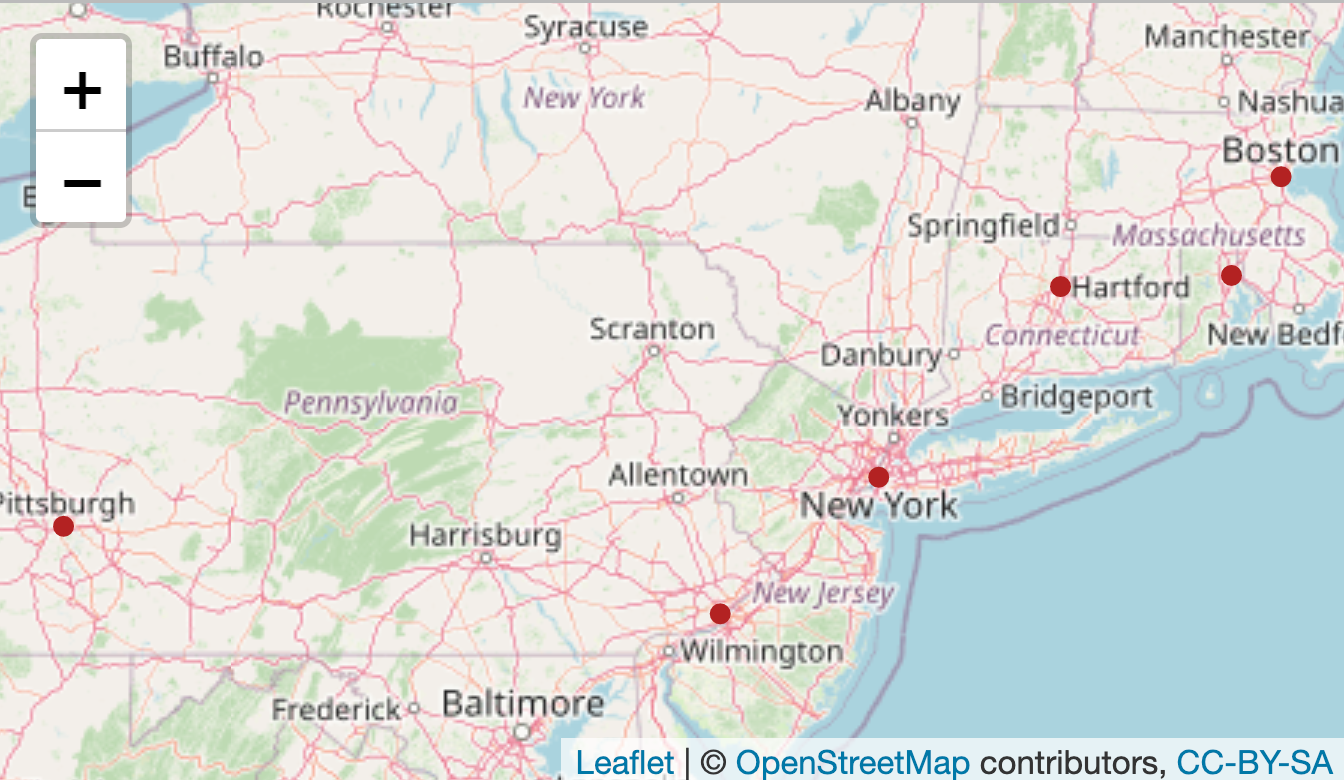 Rochester
Syracuse
Manchester
Buffalo
+
New York
Albany
Nashua
Boston
−
E
Springfield
Massachusetts
Hartford
Scranton
Connecticut
New Bedf
Danbury
Pennsylvania
Bridgeport
Yonkers
Allentown
Pittsburgh
New York
Harrisburg
New Jersey
Wilmington
Frederick
Baltimore
Leaflet | © OpenStreetMap contributors, CC-BY-SA